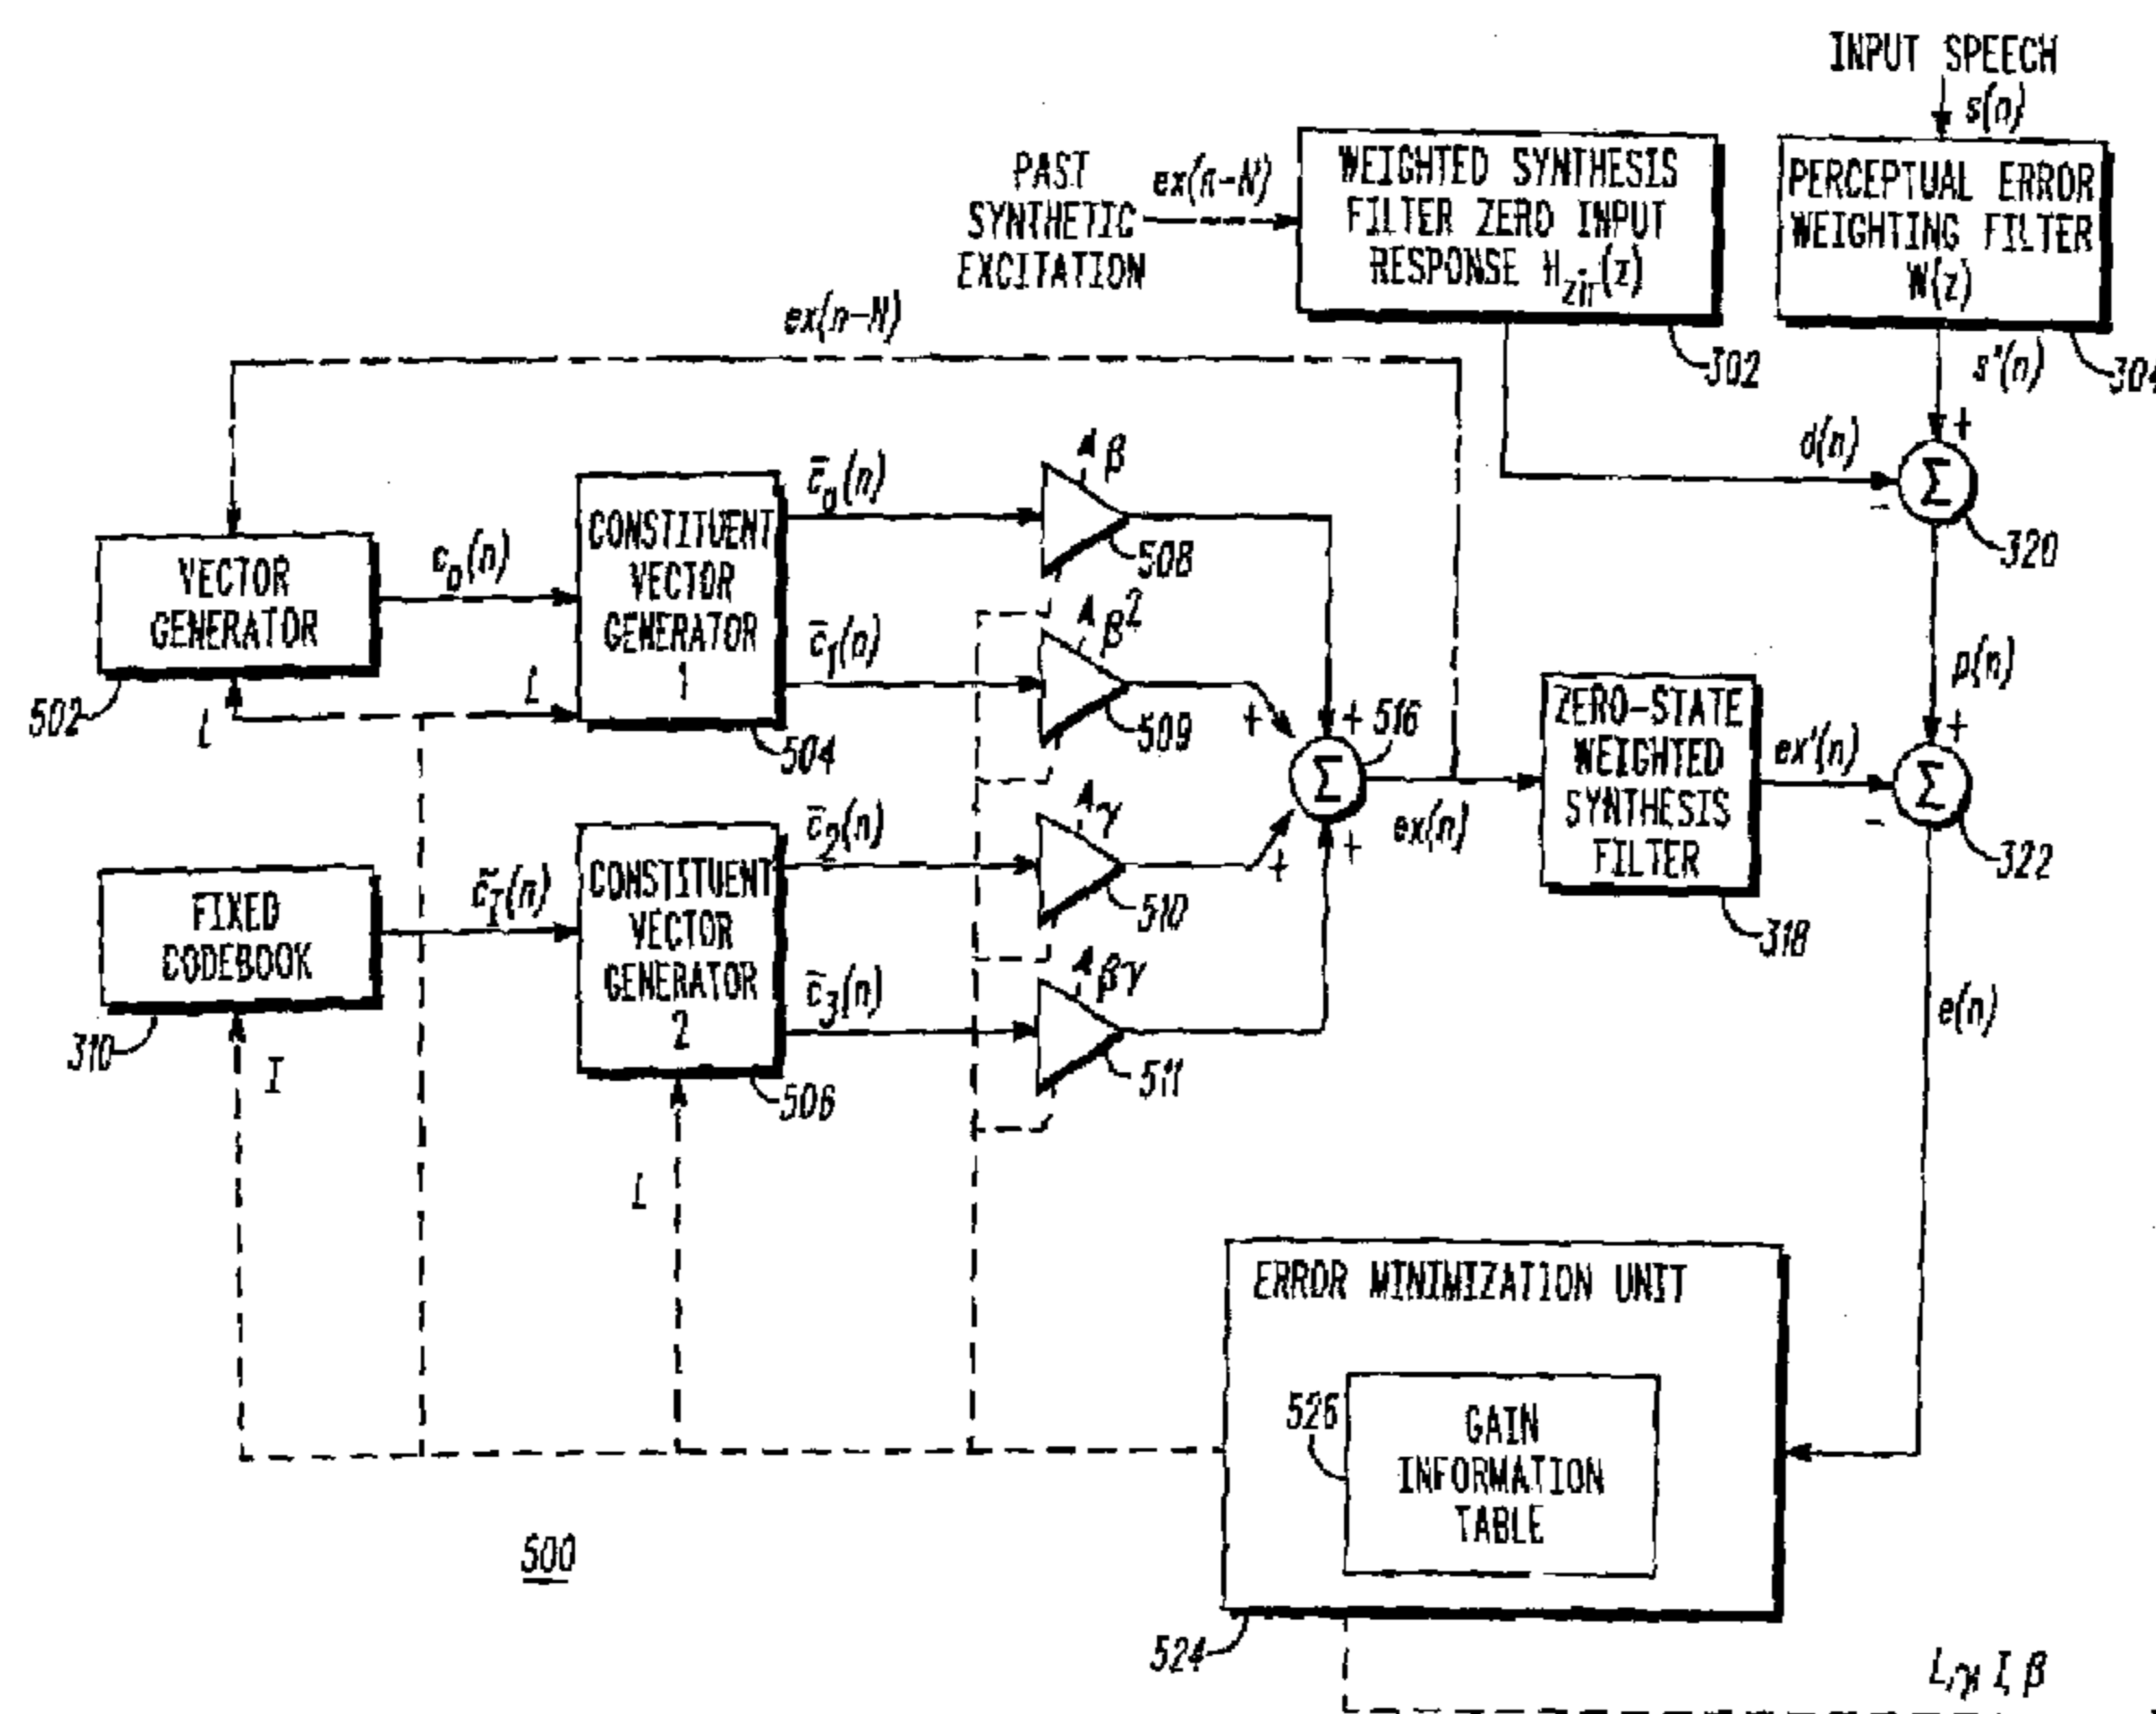 INPUT SPEECH
s(n)
PAST
SYNTHETIC
EXCITATION
ex(n-N)
WEIGHTED SYNTHESIS
FILTER ZERO INPUT
RESPONSE Hzir(z)
302
PERCEPTUAL ERROR
WEIGHTING FILTER
W(z)
304
s'(n)
+
d(n)
-
Σ
320
p(n)
ex(n-N)
VECTOR
GENERATOR
502
L
c0(n)
L
CONSTITUENT
VECTOR
GENERATOR
1
504
c̅0(n)
β
508
c̅1(n)
β2
509
+
+
516
Σ
+
+
ex(n)
ZERO-STATE
WEIGHTED
SYNTHESIS
FILTER
318
ex'(n)
+
-
Σ
322
FIXED
CODEBOOK
310
I
c̃I(n)
CONSTITUENT
VECTOR
GENERATOR
2
506
L
c̅2(n)
γ
510
c̅3(n)
βγ
511
e(n)
ERROR MINIMIZATION UNIT
526
GAIN
INFORMATION
TABLE
524
500
L, γ, I, β